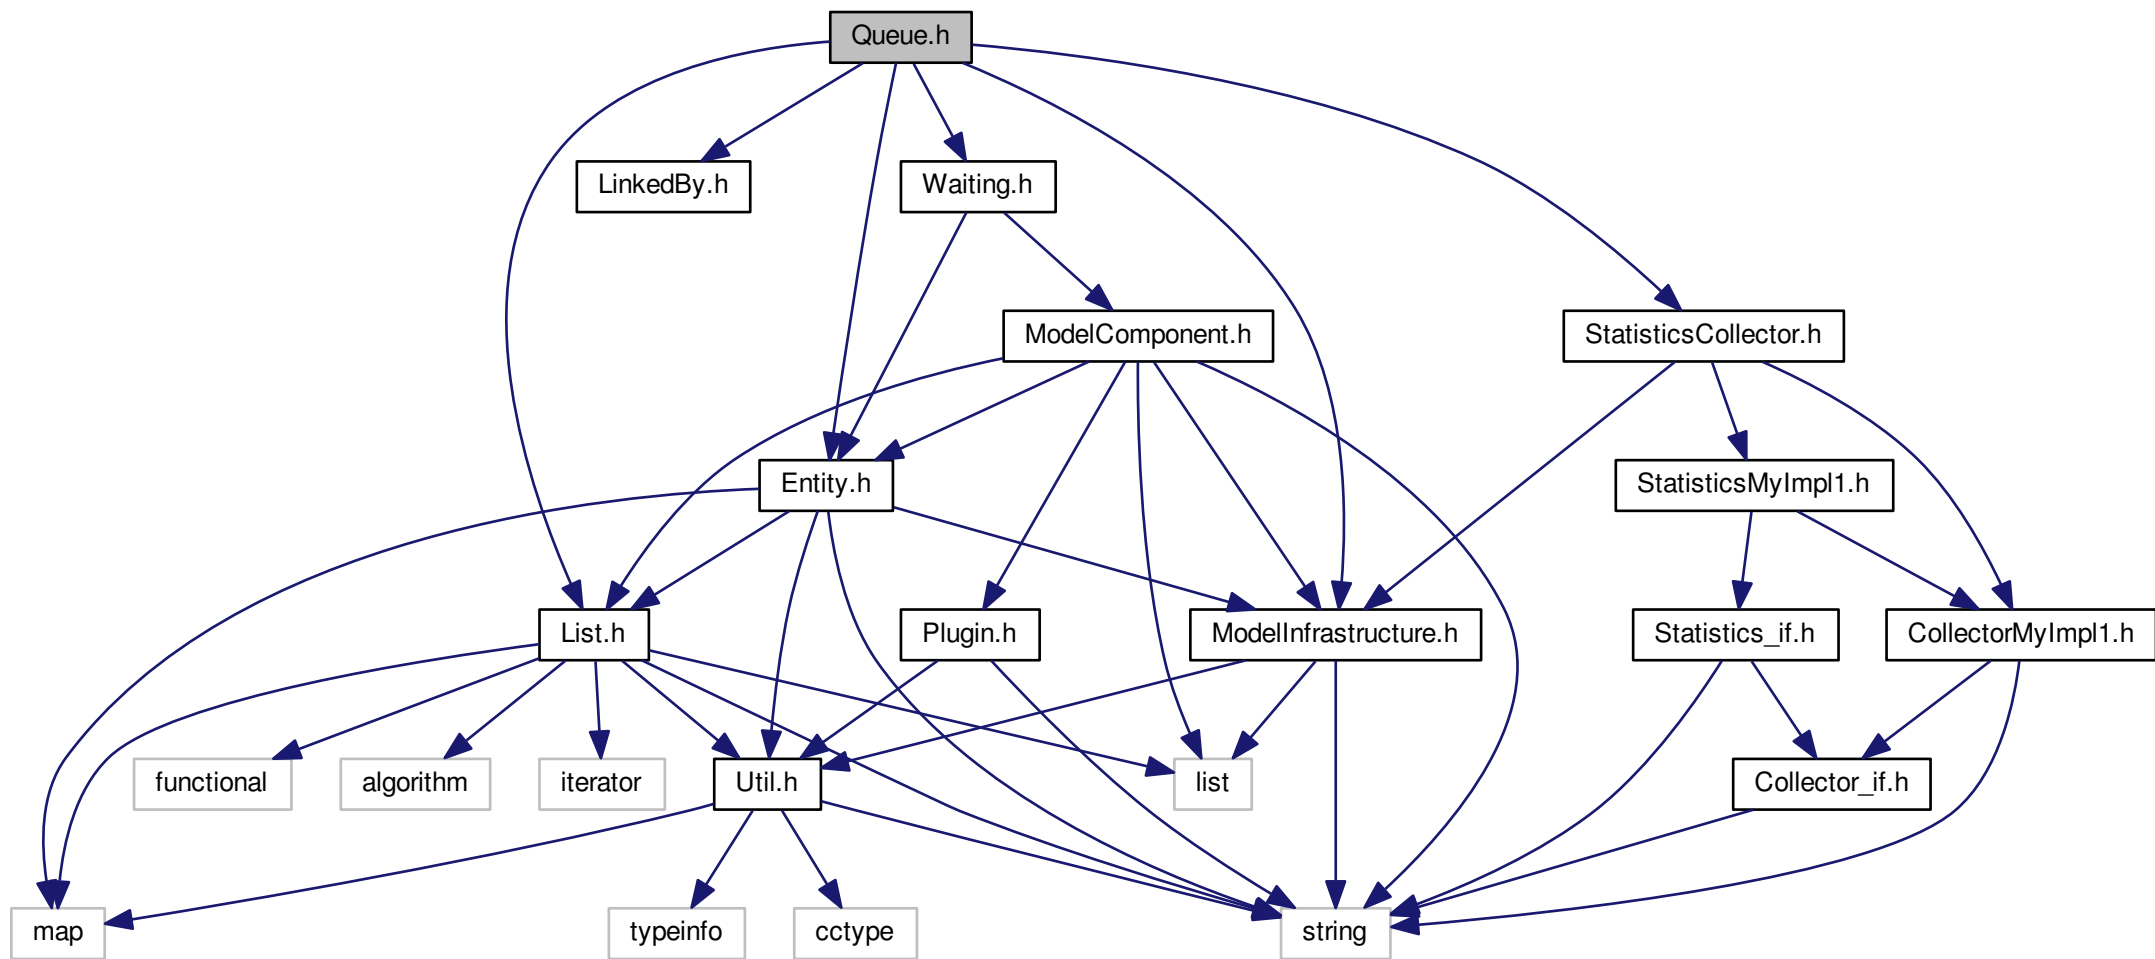 Queue.h
LinkedBy.h
Waiting.h
ModelComponent.h
StatisticsCollector.h
Entity.h
StatisticsMyImpl1.h
List.h
Plugin.h
ModelInfrastructure.h
Statistics_if.h
CollectorMyImpl1.h
functional
algorithm
iterator
Util.h
list
Collector_if.h
map
typeinfo
cctype
string